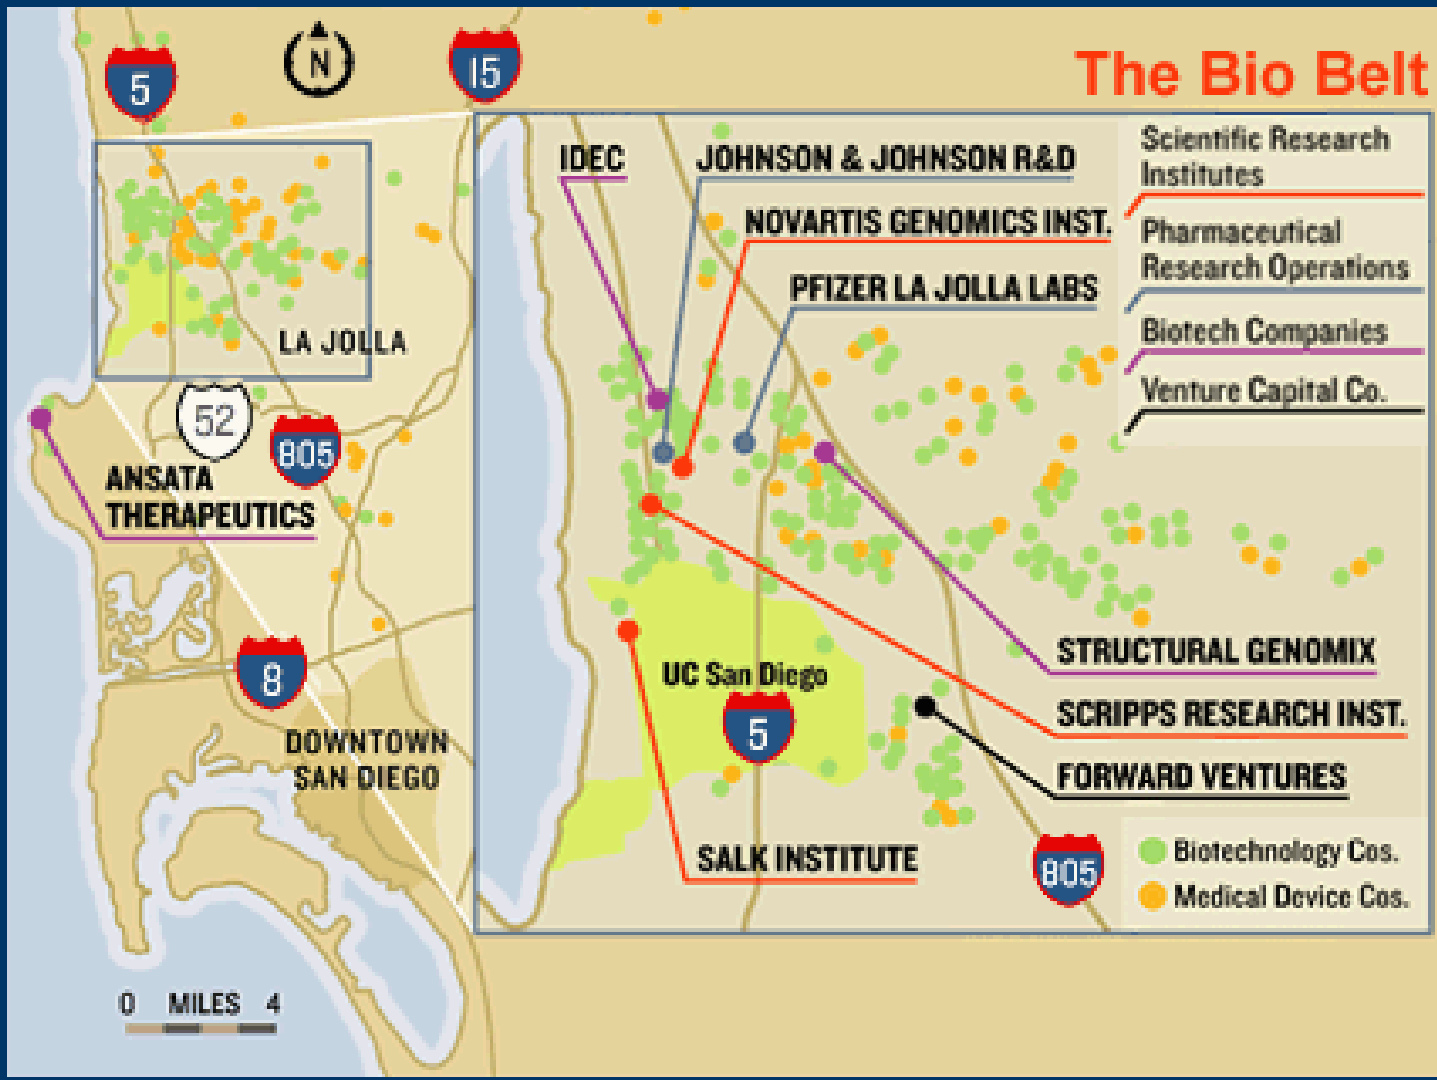 The Bio Belt
5
N
15
Scientific Research
Institutes
Pharmaceutical
Research Operations
Biotech Companies
Venture Capital Co.
IDEC
JOHNSON & JOHNSON R&D
NOVARTIS GENOMICS INST.
PFIZER LA JOLLA LABS
LA JOLLA
52
805
ANSATA
THERAPEUTICS
8
DOWNTOWN
SAN DIEGO
UC San Diego
5
STRUCTURAL GENOMIX
SCRIPPS RESEARCH INST.
FORWARD VENTURES
SALK INSTITUTE
805
Biotechnology Cos.
Medical Device Cos.
0 MILES 4